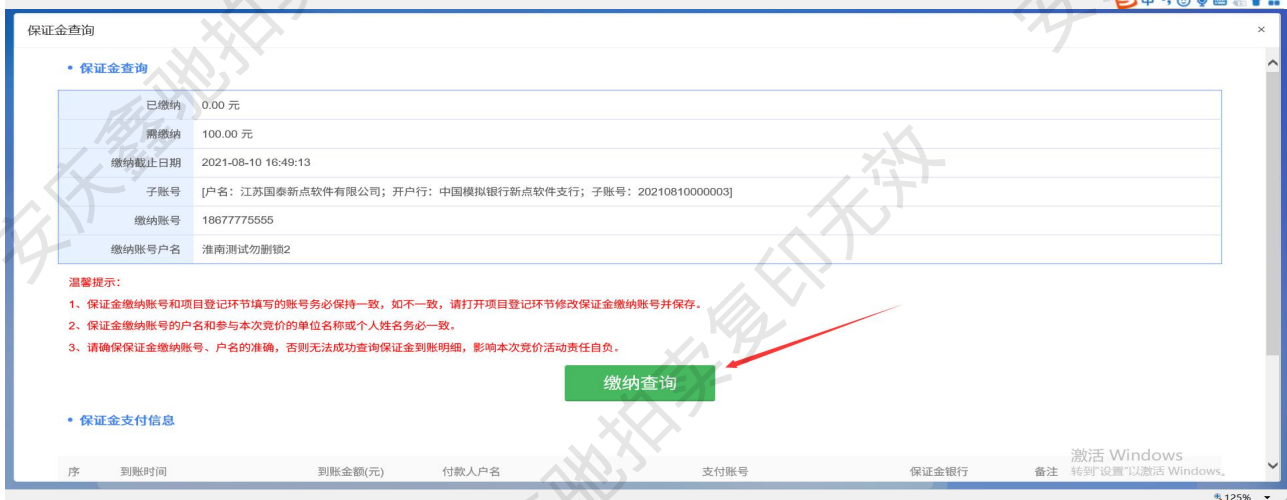 中
保证金查询
×
• 保证金查询
已缴纳 0.00 元
需缴纳 100.00 元
缴纳截止日期 2021-08-10 16:49:13
子账号 [户名：江苏国泰新点软件有限公司；开户行：中国模拟银行新点软件支行；子账号：20210810000003]
缴纳账号 18677775555
缴纳账号户名 淮南测试勿删锁2
温馨提示：
1、保证金缴纳账号和项目登记环节填写的账号务必保持一致，如不一致，请打开项目登记环节修改保证金缴纳账号并保存。
2、保证金缴纳账号的户名和参与本次竞价的单位名称或个人姓名务必一致。
3、请确保保证金缴纳账号、户名的准确，否则无法成功查询保证金到账明细，影响本次竞价活动责任自负。
缴纳查询
• 保证金支付信息
序 到账时间 到账金额(元) 付款人户名 支付账号 保证金银行 备注
激活 Windows
转到"设置"以激活 Windows。
125%
安庆鑫驰拍卖复印无效